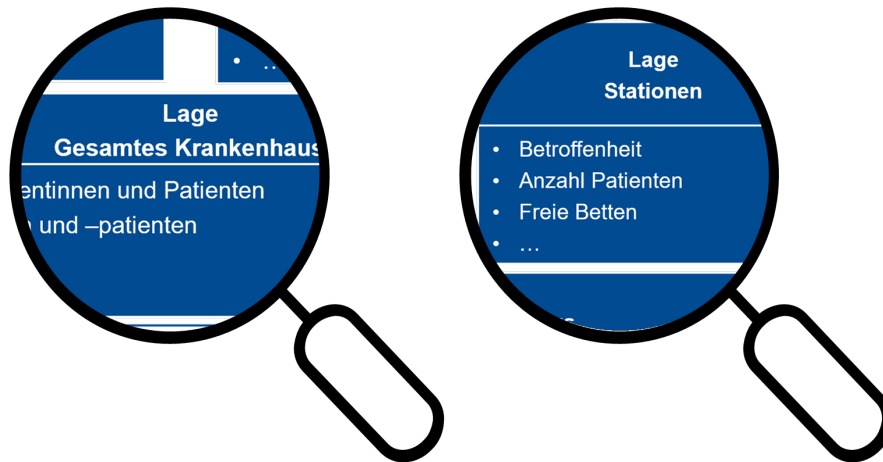 • …
Lage
Gesamtes Krankenhaus
entinnen und Patienten
und –patienten
Lage
Stationen
• Betroffenheit
• Anzahl Patienten
• Freie Betten
• …